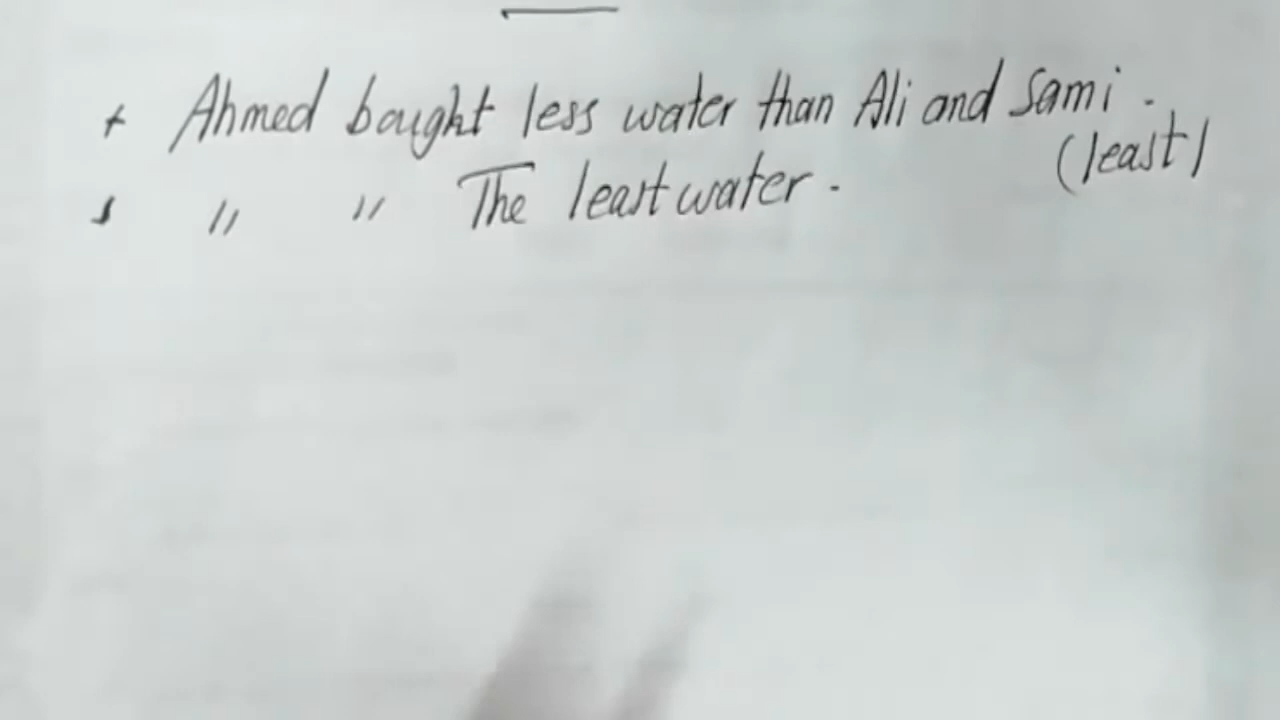 + Ahmed bought less water than Ali and Sami.
(least)
s " " The least water.